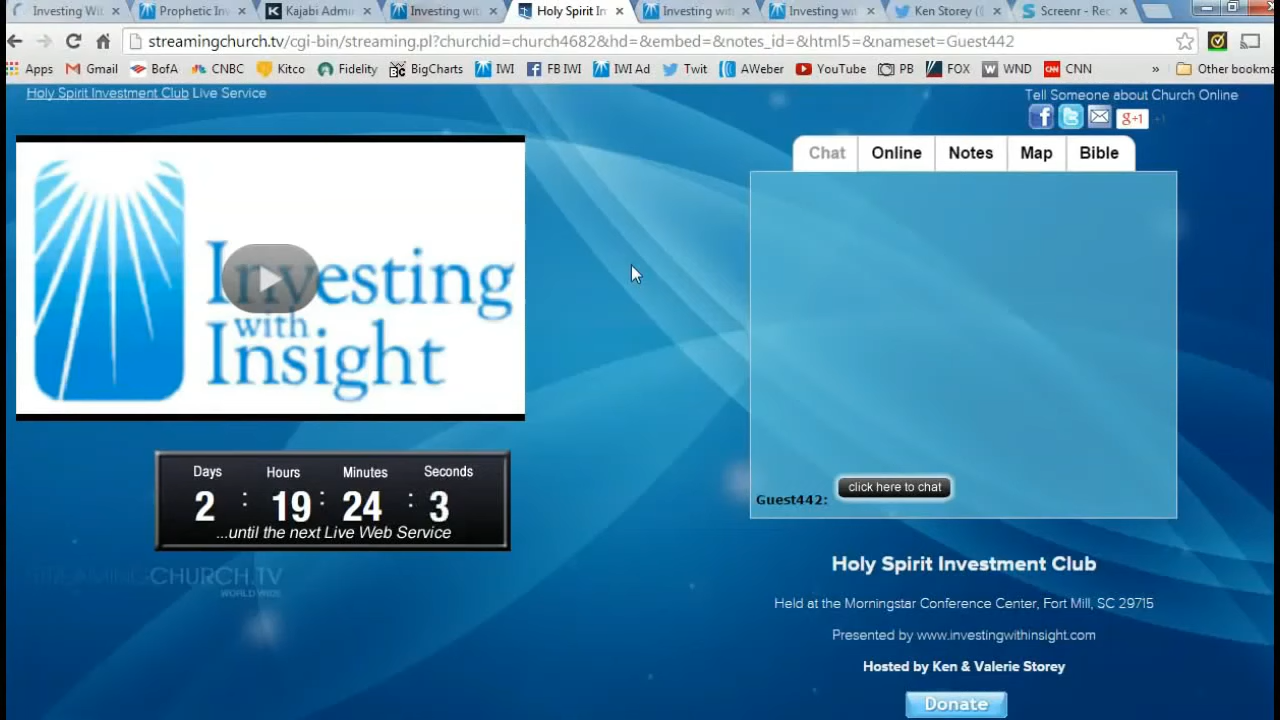 Investing Wit
Prophetic Inv
Kajabi Admi
Investing wit
Holy Spirit In
Investing wit
Investing wit
Ken Storey (
Screenr - Rec
streamingchurch.tv/cgi-bin/streaming.pl?churchid=church4682&hd=&embed=&notes_id=&html5=&nameset=Guest442
Apps Gmail BofA CNBC Kitco Fidelity BigCharts IWI FB IWI IWI Ad Twit AWeber YouTube PB FOX WND CNN » Other bookma
Holy Spirit Investment Club Live Service
Tell Someone about Church Online
g+1 +1
Chat Online Notes Map Bible
Investing
with
Insight
Days Hours Minutes Seconds
2 : 19 : 24 : 3
...until the next Live Web Service
STREAMINGCHURCH.TV
WORLD WIDE
Guest442: click here to chat
Holy Spirit Investment Club
Held at the Morningstar Conference Center, Fort Mill, SC 29715
Presented by www.investingwithinsight.com
Hosted by Ken & Valerie Storey
Donate